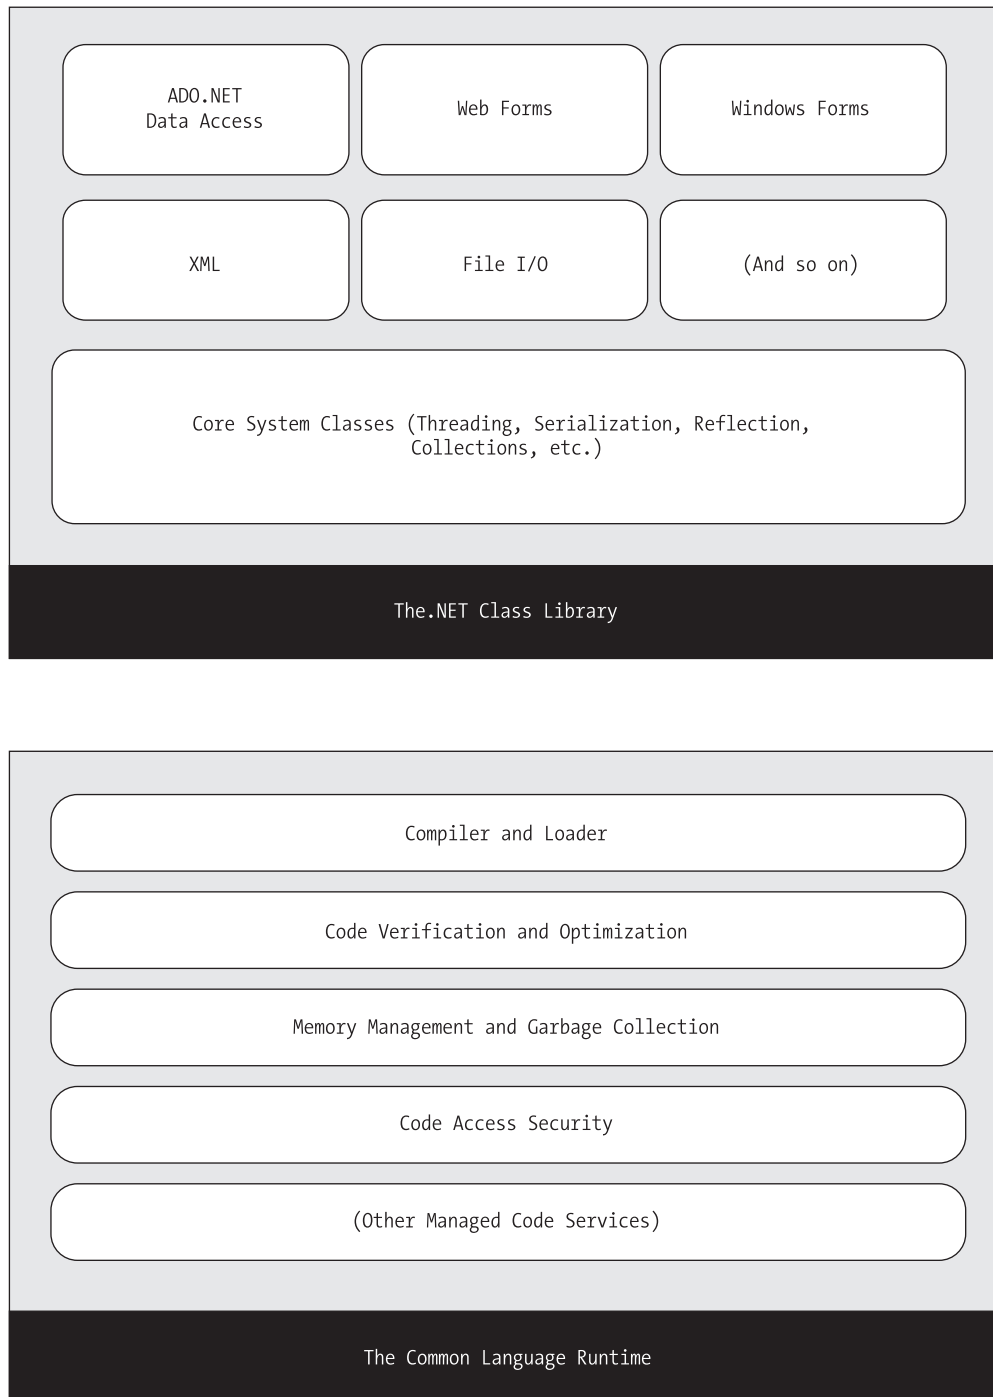 ADO.NET
Data Access
Web Forms
Windows Forms
XML
File I/O
(And so on)
Core System Classes (Threading, Serialization, Reflection,
Collections, etc.)
The.NET Class Library
Compiler and Loader
Code Verification and Optimization
Memory Management and Garbage Collection
Code Access Security
(Other Managed Code Services)
The Common Language Runtime